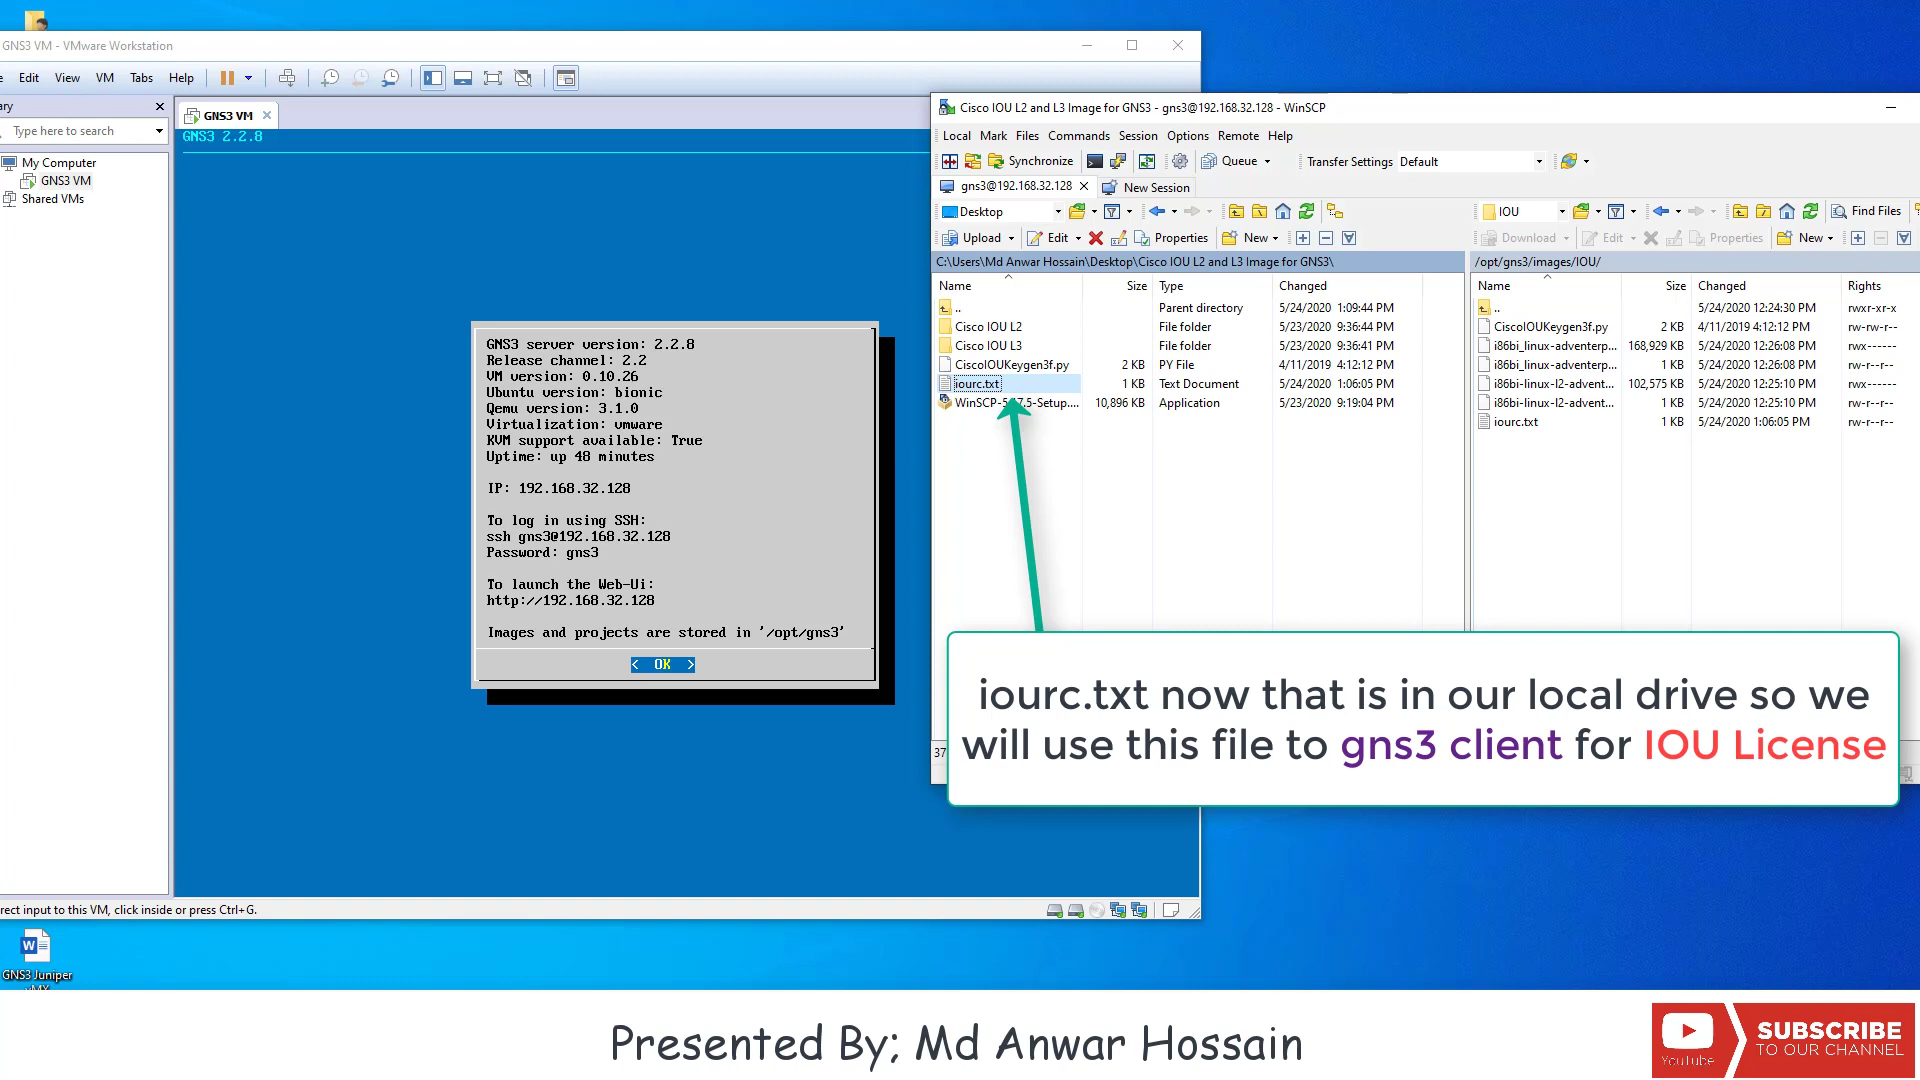 GNS3 VM - VMware Workstation
Edit View VM Tabs Help
Type here to search
My Computer
GNS3 VM
Shared VMs
GNS3 VM
GNS3 2.2.8
GNS3 server version: 2.2.8
Release channel: 2.2
VM version: 0.10.26
Ubuntu version: bionic
Qemu version: 3.1.0
Virtualization: vmware
KVM support available: True
Uptime: up 48 minutes
IP: 192.168.32.128
To log in using SSH:
ssh gns3@192.168.32.128
Password: gns3
To launch the Web-Ui:
http://192.168.32.128
Images and projects are stored in '/opt/gns3'
< OK >
rect input to this VM, click inside or press Ctrl+G.
GNS3 Juniper
vMX
Cisco IOU L2 and L3 Image for GNS3 - gns3@192.168.32.128 - WinSCP
Local Mark Files Commands Session Options Remote Help
Synchronize Queue Transfer Settings Default
gns3@192.168.32.128 New Session
Desktop
Upload Edit Properties New
C:\Users\Md Anwar Hossain\Desktop\Cisco IOU L2 and L3 Image for GNS3\
Name Size Type Changed
.. Parent directory 5/24/2020 1:09:44 PM
Cisco IOU L2 File folder 5/23/2020 9:36:44 PM
Cisco IOU L3 File folder 5/23/2020 9:36:41 PM
CiscoIOUKeygen3f.py 2 KB PY File 4/11/2019 4:12:12 PM
iourc.txt 1 KB Text Document 5/24/2020 1:06:05 PM
10,896 KB Application 5/23/2020 9:19:04 PM
IOU Find Files
Download Edit Properties New
/opt/gns3/images/IOU/
Name Size Changed Rights
.. 5/24/2020 12:24:30 PM rwxr-xr-x
CiscoIOUKeygen3f.py 2 KB 4/11/2019 4:12:12 PM rw-rw-r--
i86bi_linux-adventerp... 168,929 KB 5/24/2020 12:26:08 PM rwx------
i86bi_linux-adventerp... 1 KB 5/24/2020 12:26:08 PM rw-r--r--
i86bi-linux-l2-advent... 102,575 KB 5/24/2020 12:25:10 PM rwx------
i86bi-linux-l2-advent... 1 KB 5/24/2020 12:25:10 PM rw-r--r--
iourc.txt 1 KB 5/24/2020 1:06:05 PM rw-r--r--
iourc.txt now that is in our local drive so we
will use this file to gns3 client for IOU License
Presented By; Md Anwar Hossain
YouTube
SUBSCRIBE
TO OUR CHANNEL